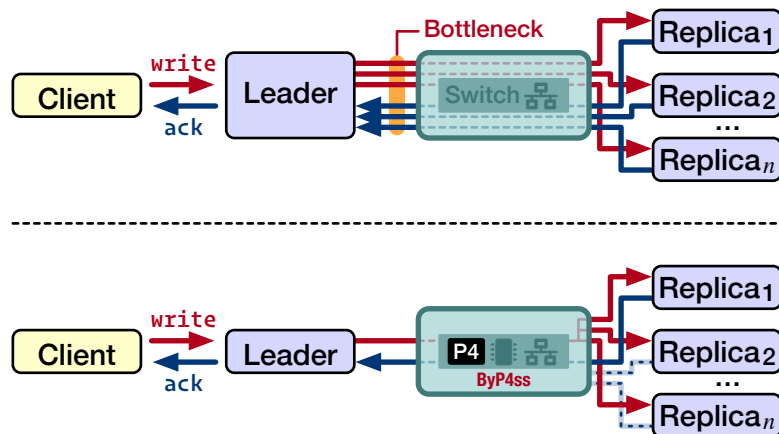 Bottleneck
Client
write
ack
Leader
Switch
Replica1
Replica2
...
Replican
Client
write
ack
Leader
P4
ByP4ss
Replica1
Replica2
...
Replican